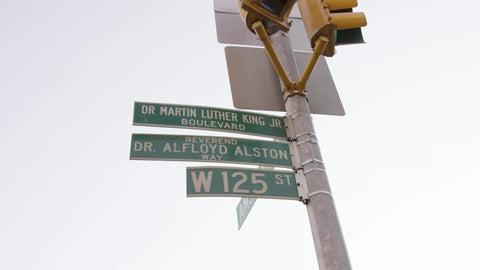 DR MARTIN LUTHER KING JR
BOULEVARD
REVEREND
DR. ALFLOYD ALSTON
WAY
W 125 ST